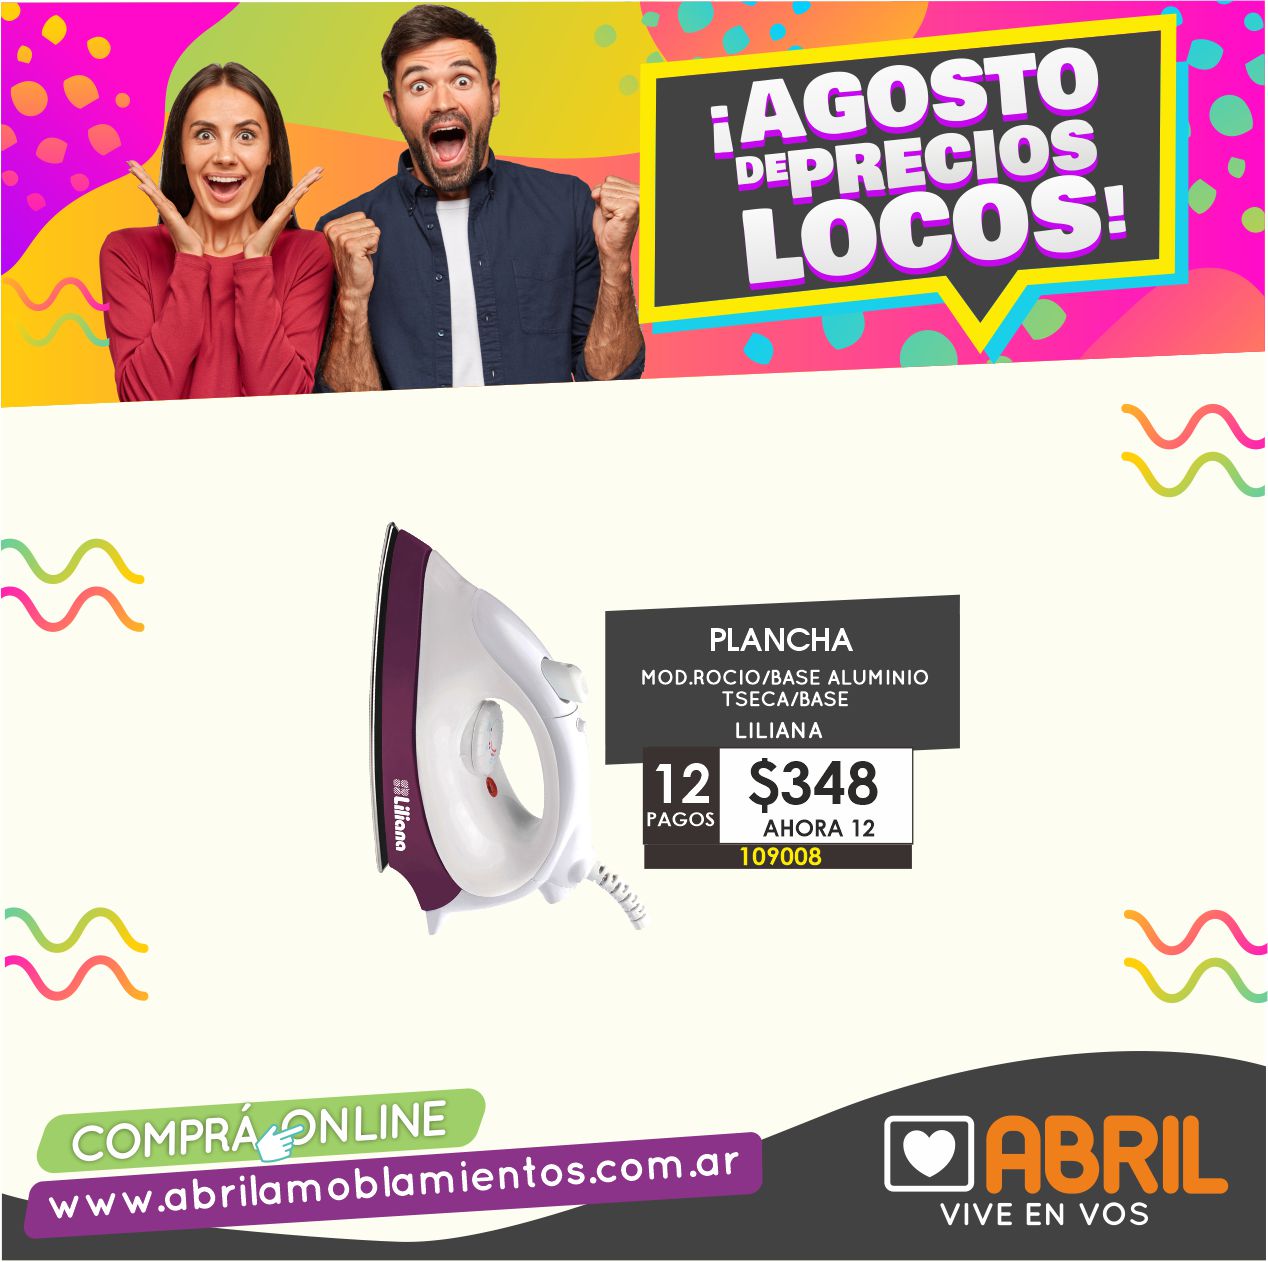 ¡AGOSTO
DE PRECIOS
LOCOS!
Liliana
PLANCHA
MOD.ROCIO/BASE ALUMINIO
TSECA/BASE
LILIANA
12
PAGOS
$348
AHORA 12
109008
COMPRÁ ONLINE
www.abrilamoblamientos.com.ar
ABRIL
VIVE EN VOS